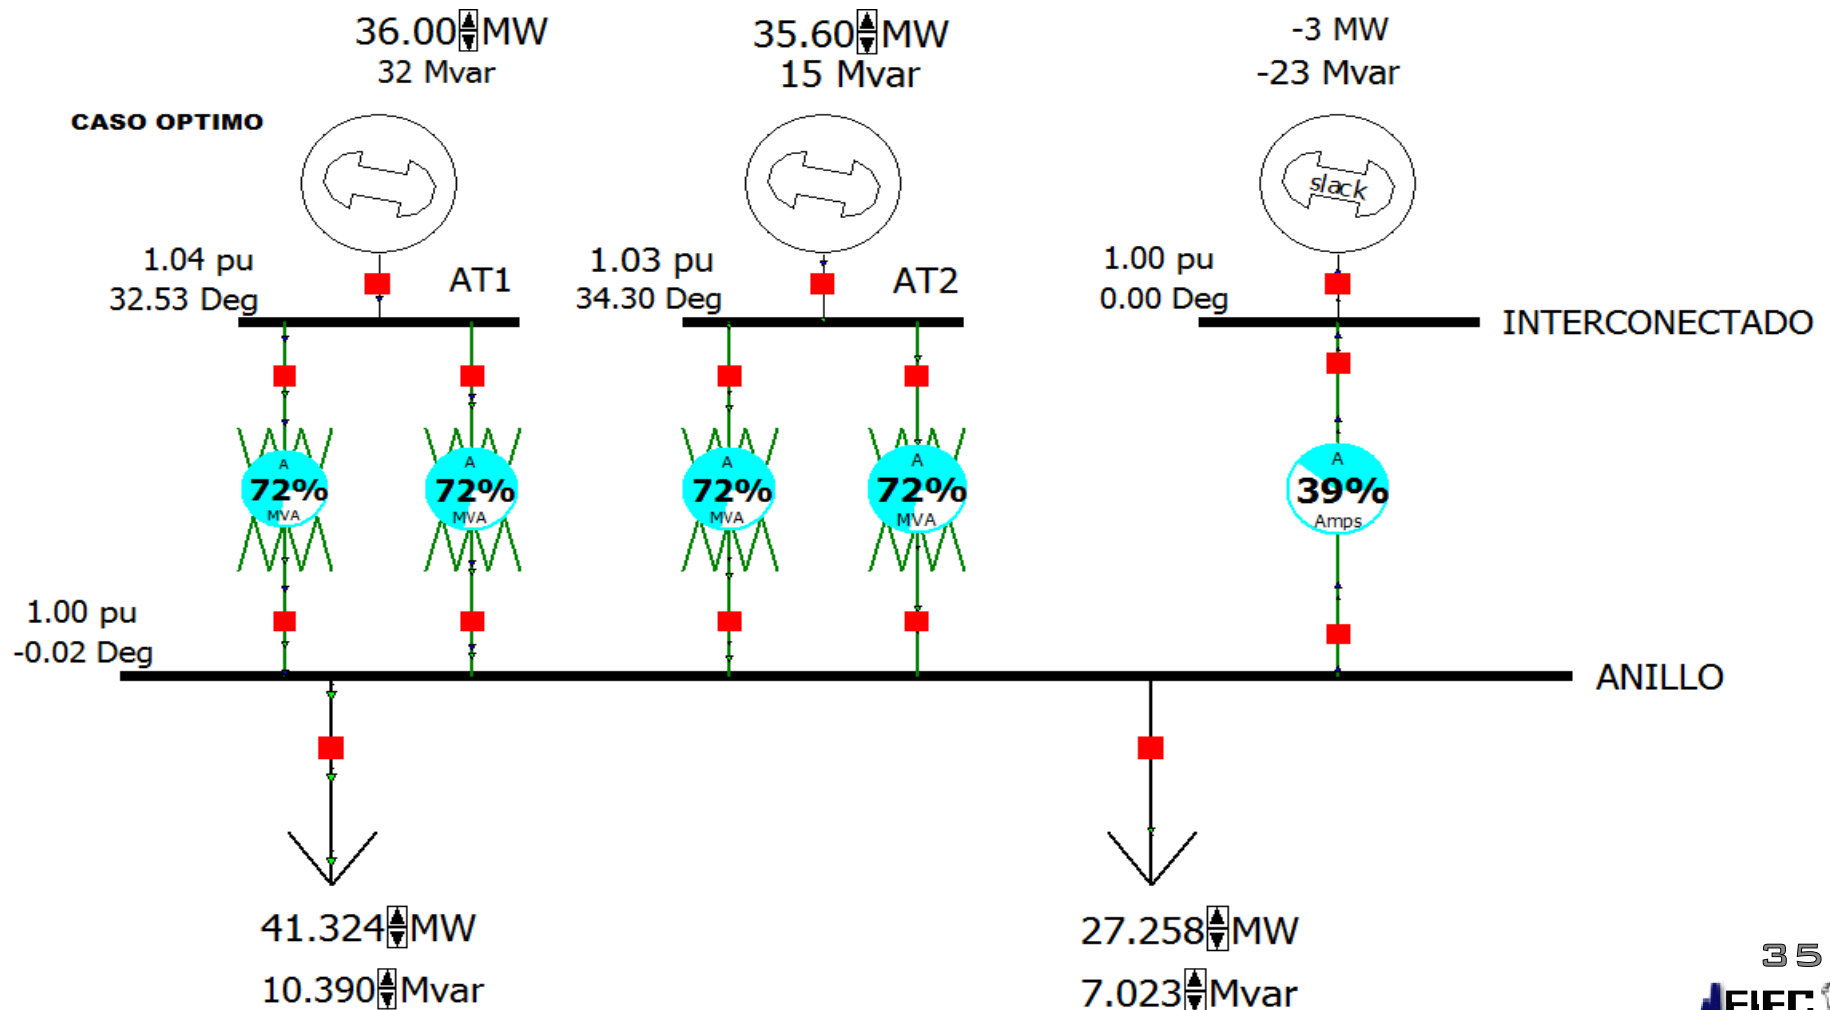 36.00 MW
32 Mvar
35.60 MW
15 Mvar
-3 MW
-23 Mvar
CASO OPTIMO
slack
1.04 pu
32.53 Deg
AT1
1.03 pu
34.30 Deg
AT2
1.00 pu
0.00 Deg
INTERCONECTADO
A
72%
MVA
A
72%
MVA
A
72%
MVA
A
72%
MVA
A
39%
Amps
1.00 pu
-0.02 Deg
ANILLO
41.324 MW
10.390 Mvar
27.258 MW
7.023 Mvar
35